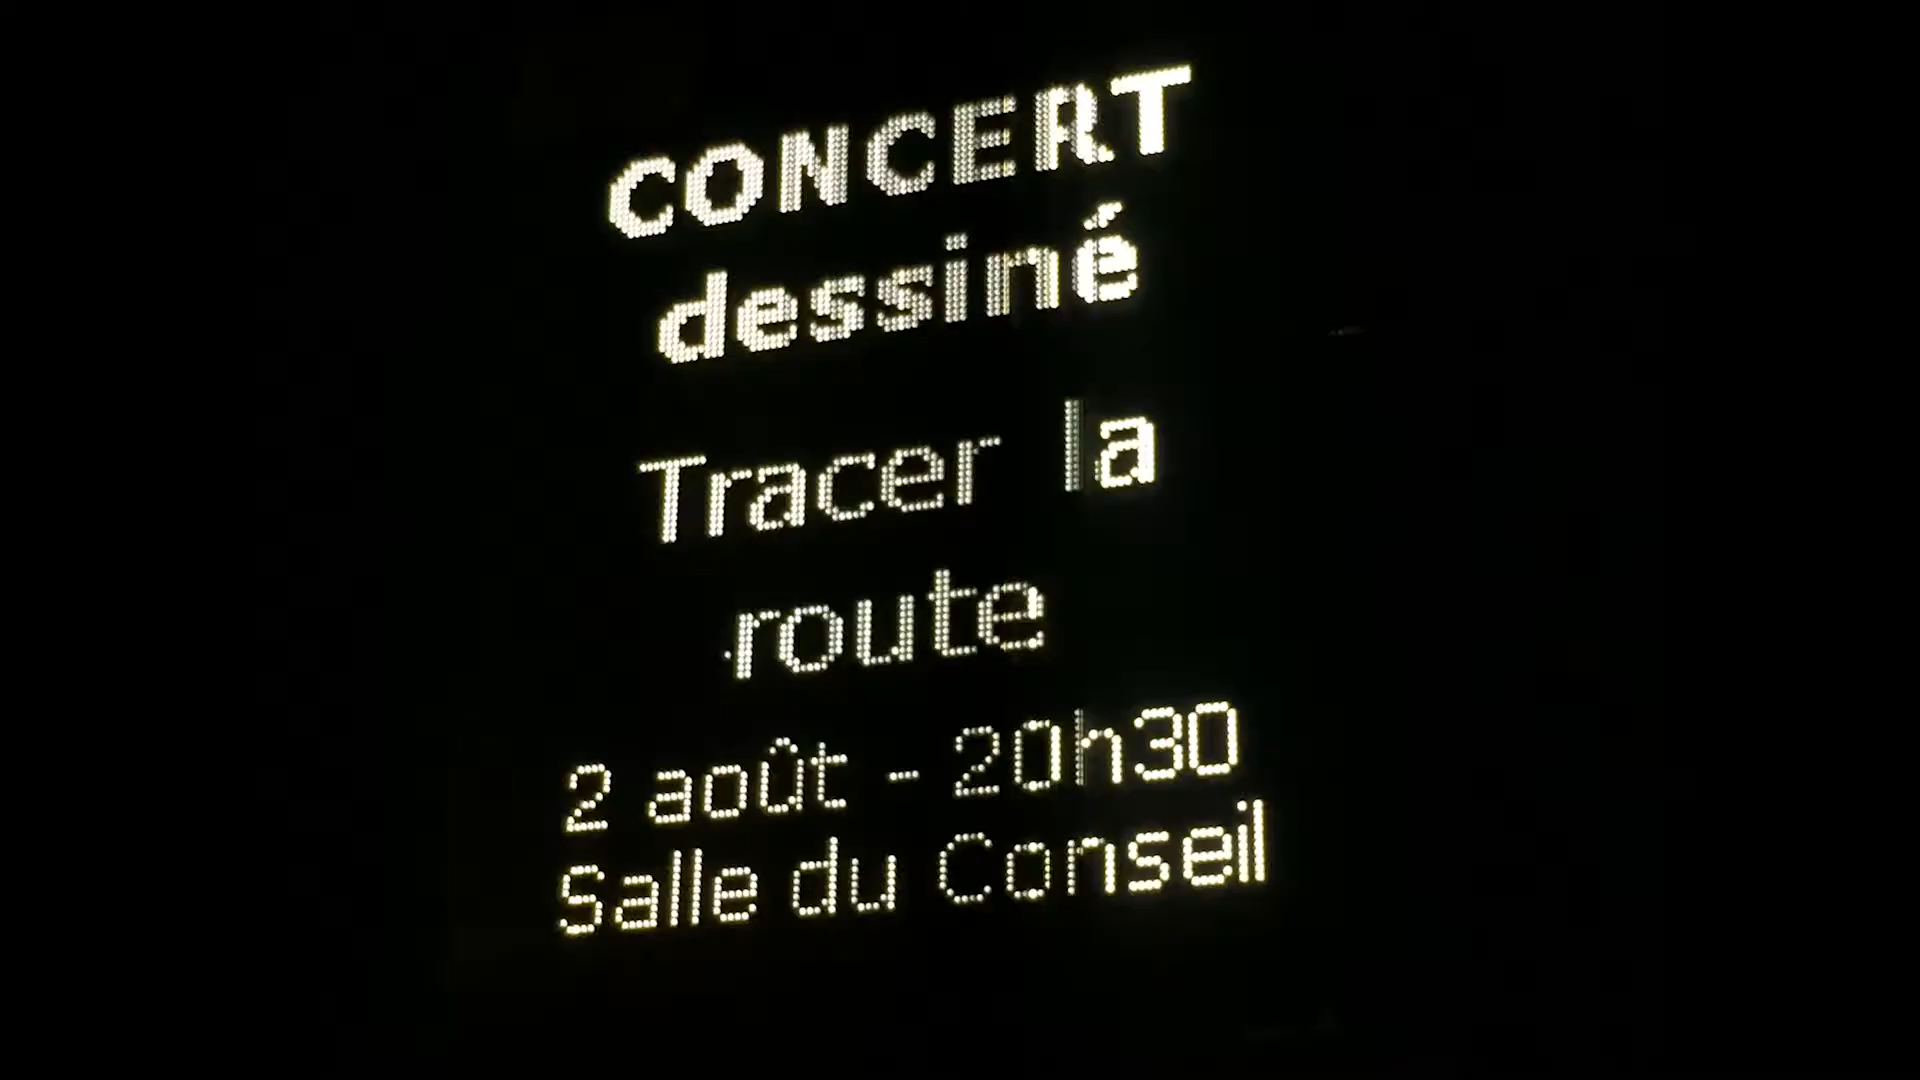 CONCERT
dessiné
Tracer la
route
2 août - 20h30
Salle du Conseil